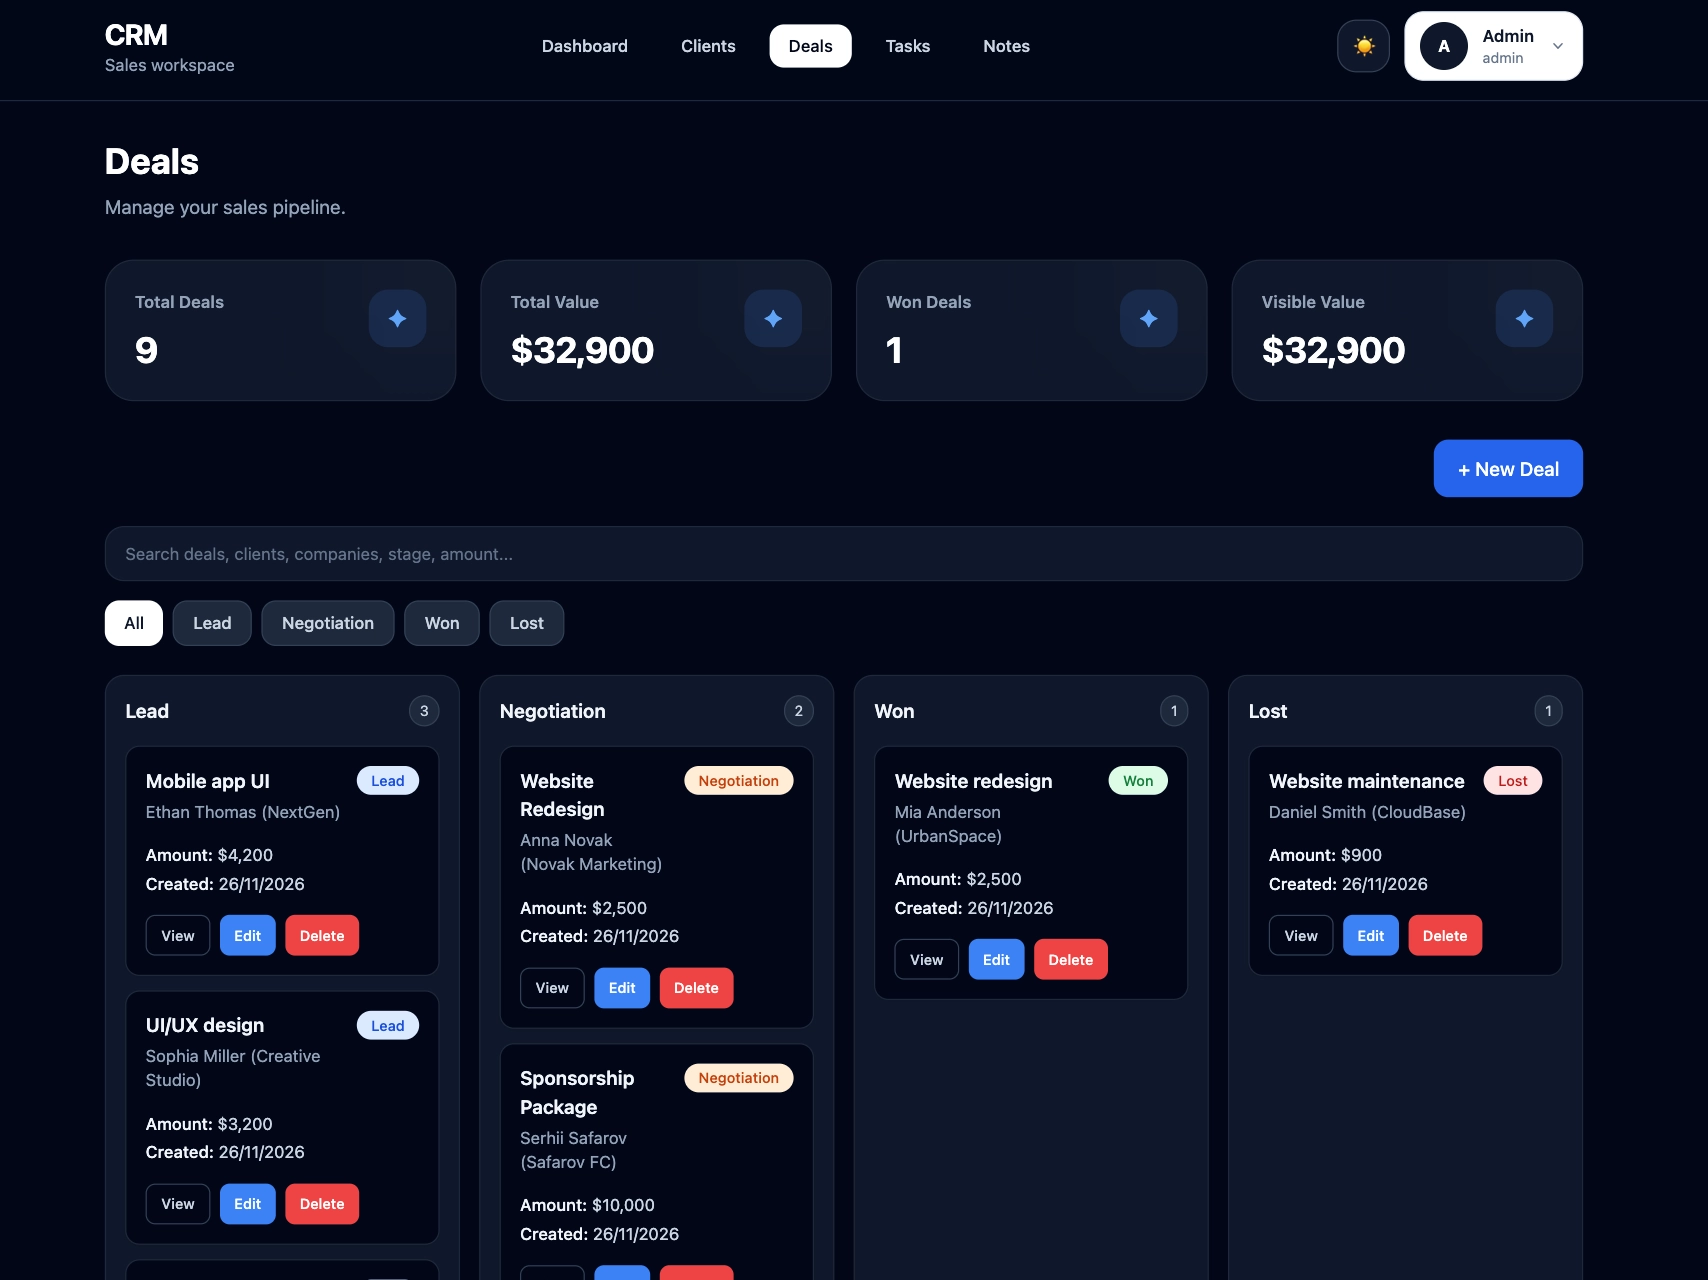 CRM
Sales workspace
Dashboard
Clients
Deals
Tasks
Notes
A
Admin
admin
Deals
Manage your sales pipeline.
Total Deals
9
Total Value
$32,900
Won Deals
1
Visible Value
$32,900
+ New Deal
Search deals, clients, companies, stage, amount...
All
Lead
Negotiation
Won
Lost
Lead
3
Mobile app UI
Lead
Ethan Thomas (NextGen)
Amount: $4,200
Created: 26/11/2026
View
Edit
Delete
UI/UX design
Lead
Sophia Miller (Creative
Studio)
Amount: $3,200
Created: 26/11/2026
View
Edit
Delete
Negotiation
2
Website
Redesign
Negotiation
Anna Novak
(Novak Marketing)
Amount: $2,500
Created: 26/11/2026
View
Edit
Delete
Sponsorship
Package
Negotiation
Serhii Safarov
(Safarov FC)
Amount: $10,000
Created: 26/11/2026
Won
1
Website redesign
Won
Mia Anderson
(UrbanSpace)
Amount: $2,500
Created: 26/11/2026
View
Edit
Delete
Lost
1
Website maintenance
Lost
Daniel Smith (CloudBase)
Amount: $900
Created: 26/11/2026
View
Edit
Delete